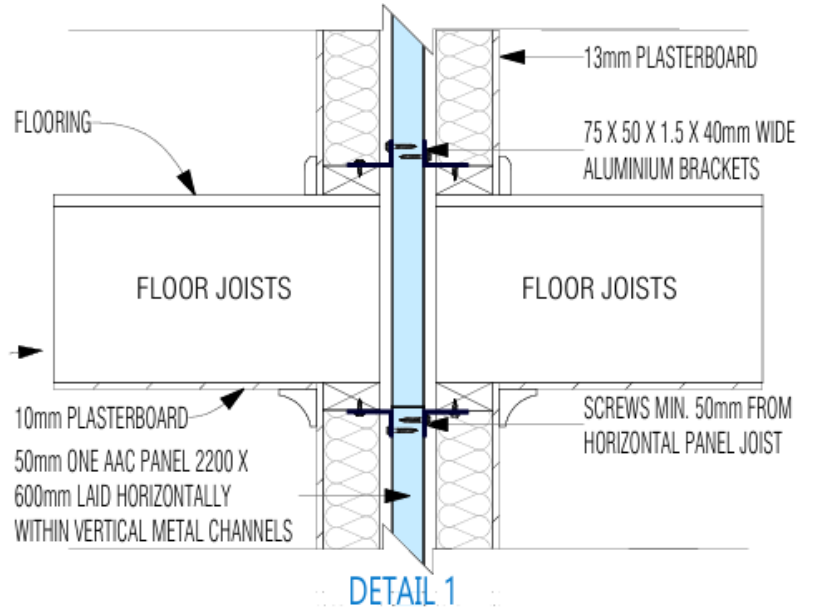 13mm PLASTERBOARD
FLOORING
75 X 50 X 1.5 X 40mm WIDE
ALUMINIUM BRACKETS
FLOOR JOISTS
FLOOR JOISTS
10mm PLASTERBOARD
SCREWS MIN. 50mm FROM
HORIZONTAL PANEL JOIST
50mm ONE AAC PANEL 2200 X
600mm LAID HORIZONTALLY
WITHIN VERTICAL METAL CHANNELS
DETAIL 1